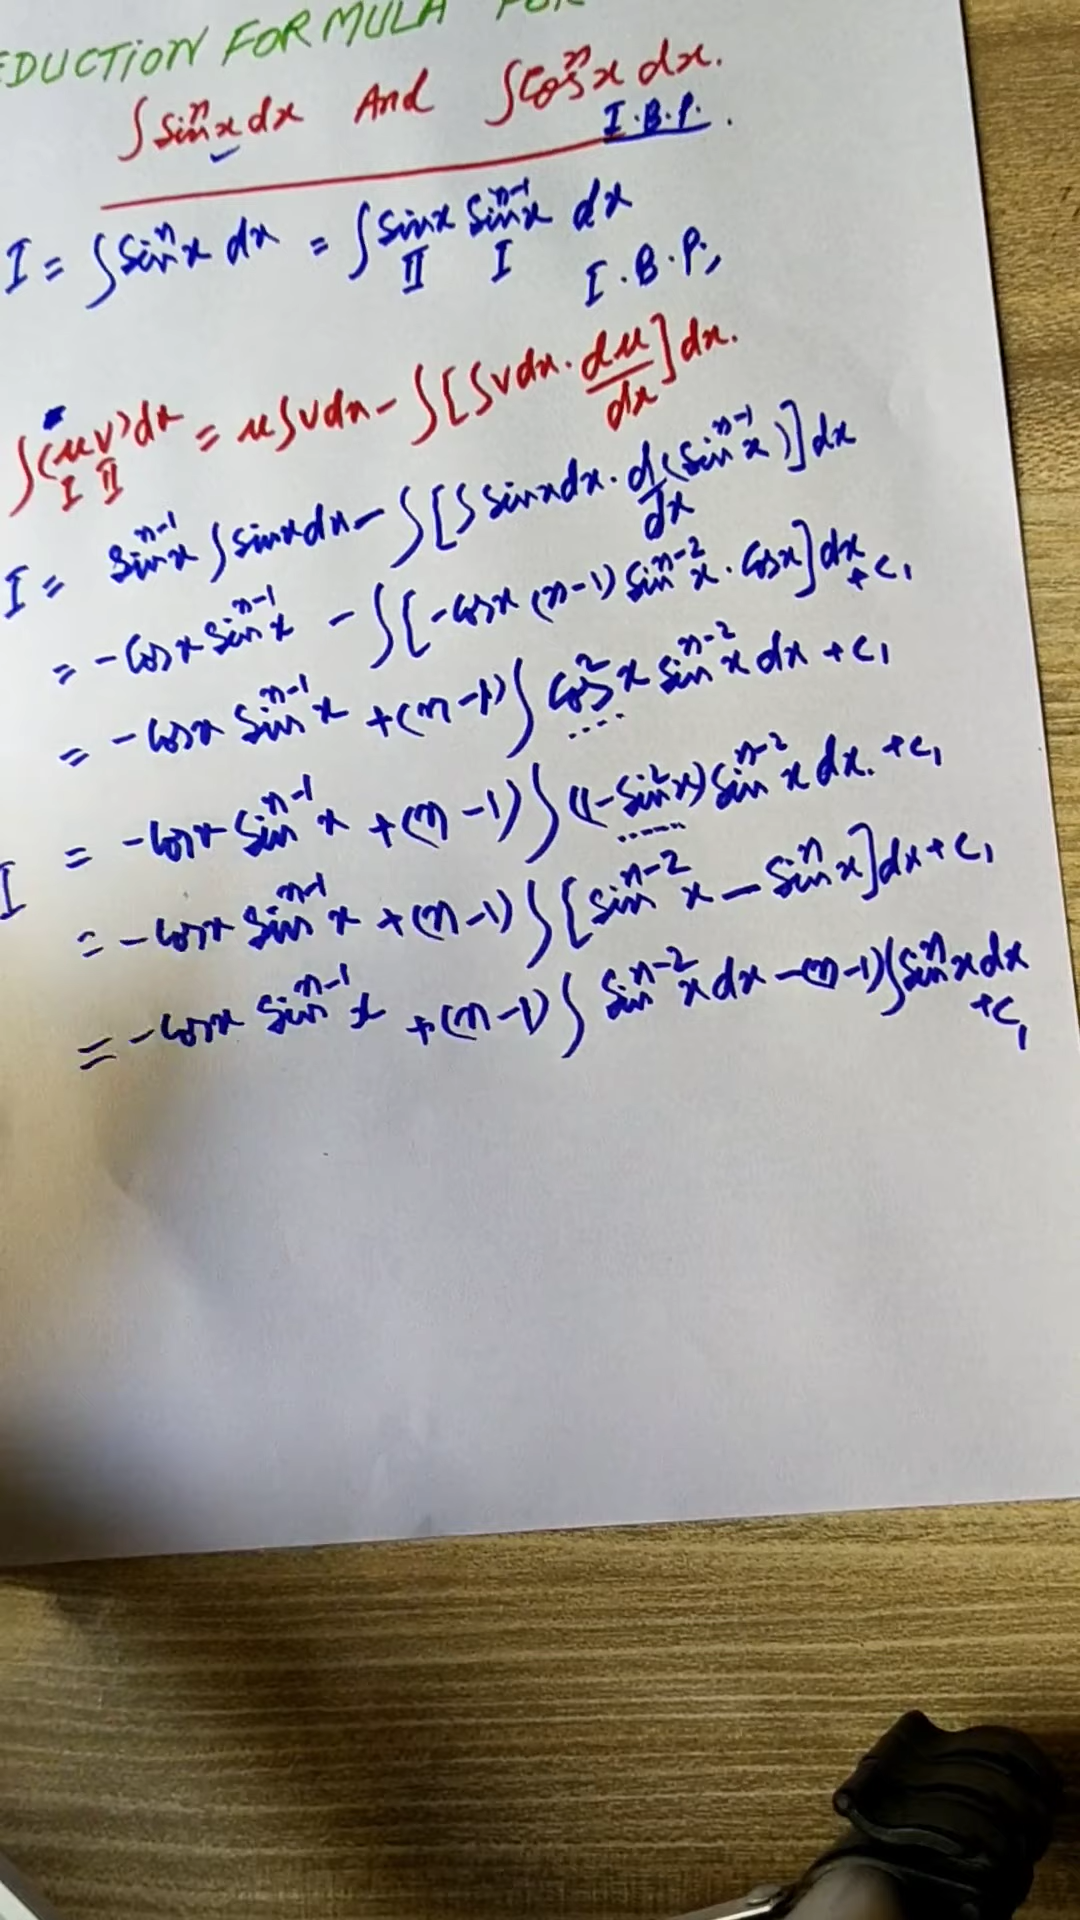 EDUCTION FORMULA FOR
∫sinⁿx dx And ∫Cosⁿx dx.
I.B.P.
I = ∫sinⁿx dx = ∫sinx sinⁿ⁻¹x dx
II I I.B.P,
∫(uv)dx = u∫vdx - ∫[∫vdx. du/dx]dx.
I II
I = sinⁿ⁻¹x ∫sinxdx - ∫[∫sinxdx. d/dx(sinⁿ⁻¹x)]dx
= -Cosx sinⁿ⁻¹x - ∫[-Cosx (n-1) sinⁿ⁻²x. Cosx]dx + C₁
= -Cosx sinⁿ⁻¹x + (n-1)∫Cos²x sinⁿ⁻²x dx + C₁
I = -Cosx sinⁿ⁻¹x + (n-1)∫(1-sin²x) sinⁿ⁻²x dx. + C₁
= -Cosx sinⁿ⁻¹x + (n-1)∫[sinⁿ⁻²x - sinⁿx]dx + C₁
= -Cosx sinⁿ⁻¹x + (n-1)∫sinⁿ⁻²x dx - (n-1)∫sinⁿx dx
+ C₁